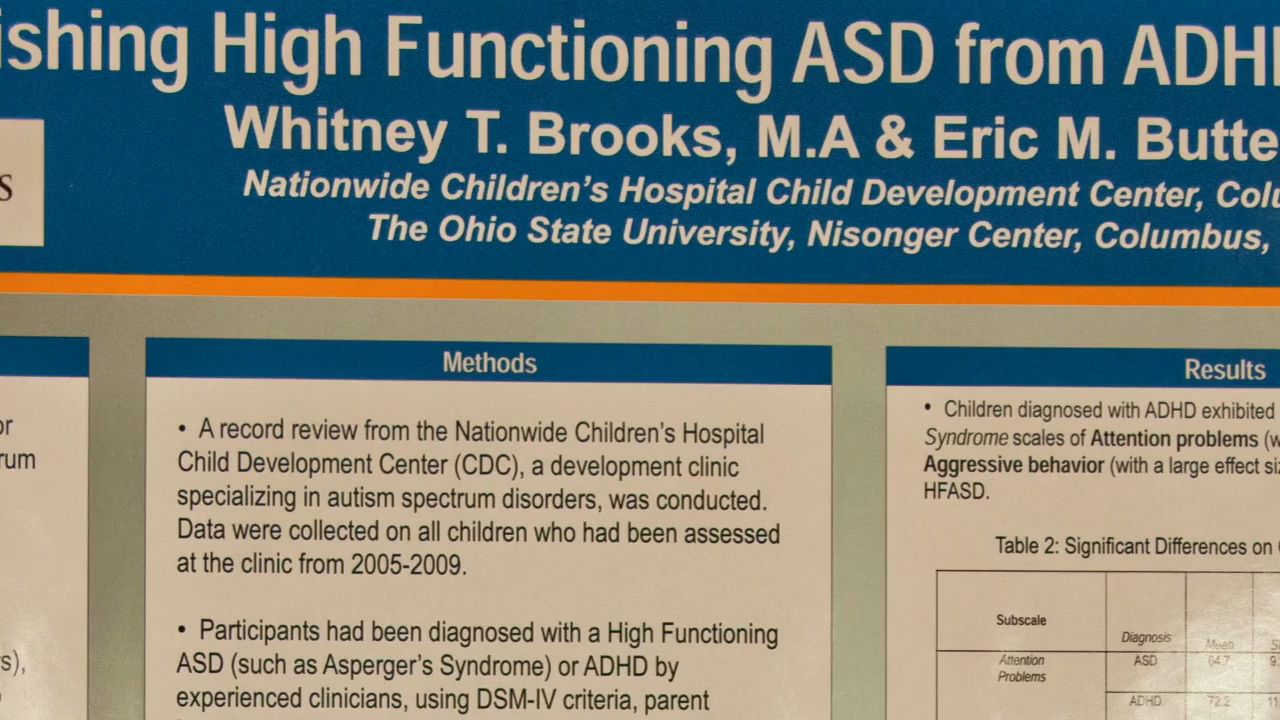 ishing High Functioning ASD from ADHD
Whitney T. Brooks, M.A & Eric M. Butte
Nationwide Children's Hospital Child Development Center, Colu
The Ohio State University, Nisonger Center, Columbus,
s
Methods
Results
or
rum
s),
• A record review from the Nationwide Children's Hospital
Child Development Center (CDC), a development clinic
specializing in autism spectrum disorders, was conducted.
Data were collected on all children who had been assessed
at the clinic from 2005-2009.
• Participants had been diagnosed with a High Functioning
ASD (such as Asperger's Syndrome) or ADHD by
experienced clinicians, using DSM-IV criteria, parent
• Children diagnosed with ADHD exhibited
Syndrome scales of Attention problems (w
Aggressive behavior (with a large effect siz
HFASD.
Table 2: Significant Differences on
Subscale
Diagnosis Mean
Attention Problems
ASD 64.7 9.
ADHD 72.2 11